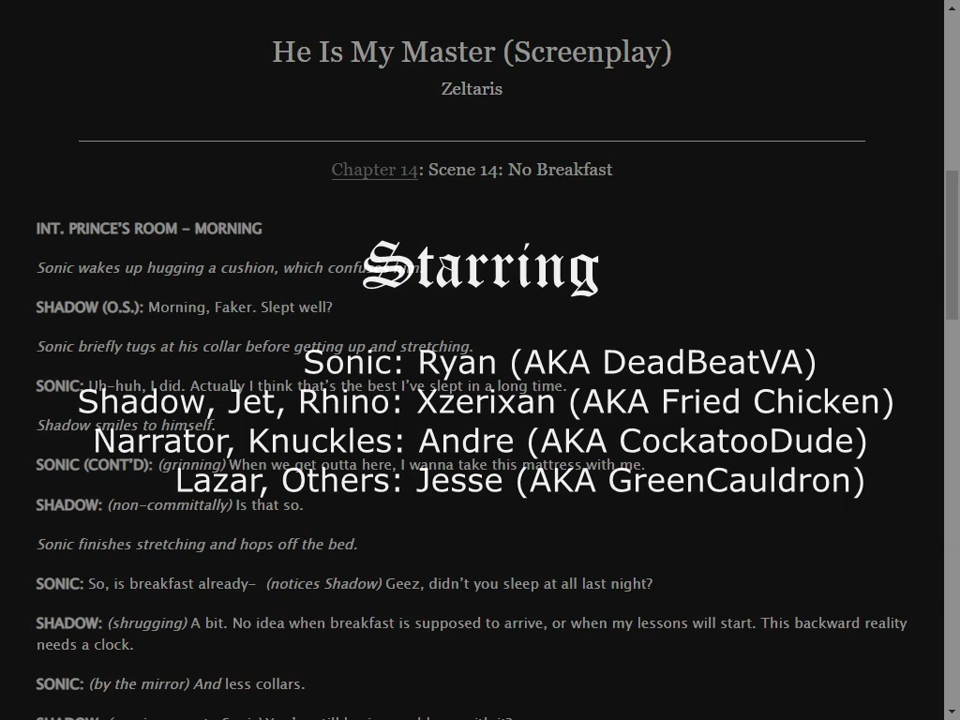 He Is My Master (Screenplay)
Zeltaris
Chapter 14: Scene 14: No Breakfast
INT. PRINCE'S ROOM – MORNING
Starring
Sonic wakes up hugging a cushion, which
SHADOW (O.S.): Morning, Faker. Slept well?
Sonic briefly tugs at his collar before getting up and stretching.
Sonic: Ryan (AKA DeadBeatVA)
SONIC: Uh-huh, I did. Actually I think that's the best I've slept in a long time.
Shadow, Jet, Rhino: Xzerixan (AKA Fried Chicken)
Shadow smiles to himself.
Narrator, Knuckles: Andre (AKA CockatooDude)
SONIC (CONT'D): (grinning) When we get outta here, I wanna take this mattress with me.
Lazar, Others: Jesse (AKA GreenCauldron)
SHADOW: (non-committally) Is that so.
Sonic finishes stretching and hops off the bed.
SONIC: So, is breakfast already– (notices Shadow) Geez, didn't you sleep at all last night?
SHADOW: (shrugging) A bit. No idea when breakfast is supposed to arrive, or when my lessons will start. This backward reality
needs a clock.
SONIC: (by the mirror) And less collars.